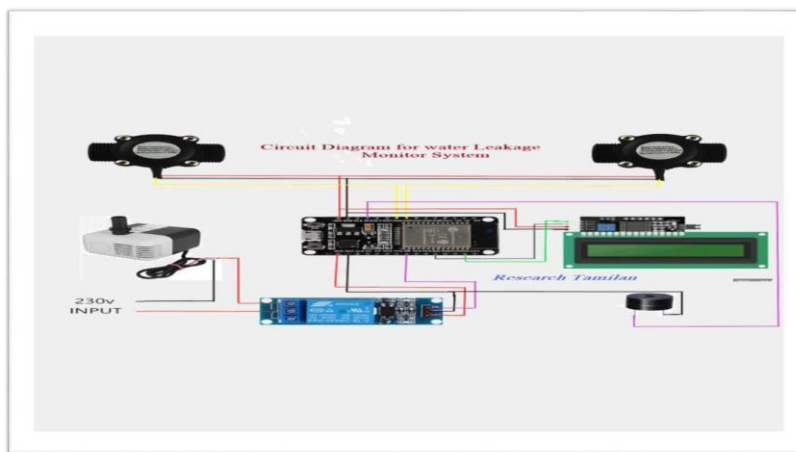 Circuit Diagram for water Leakage
Monitor System
Research Tamilan
230v
INPUT